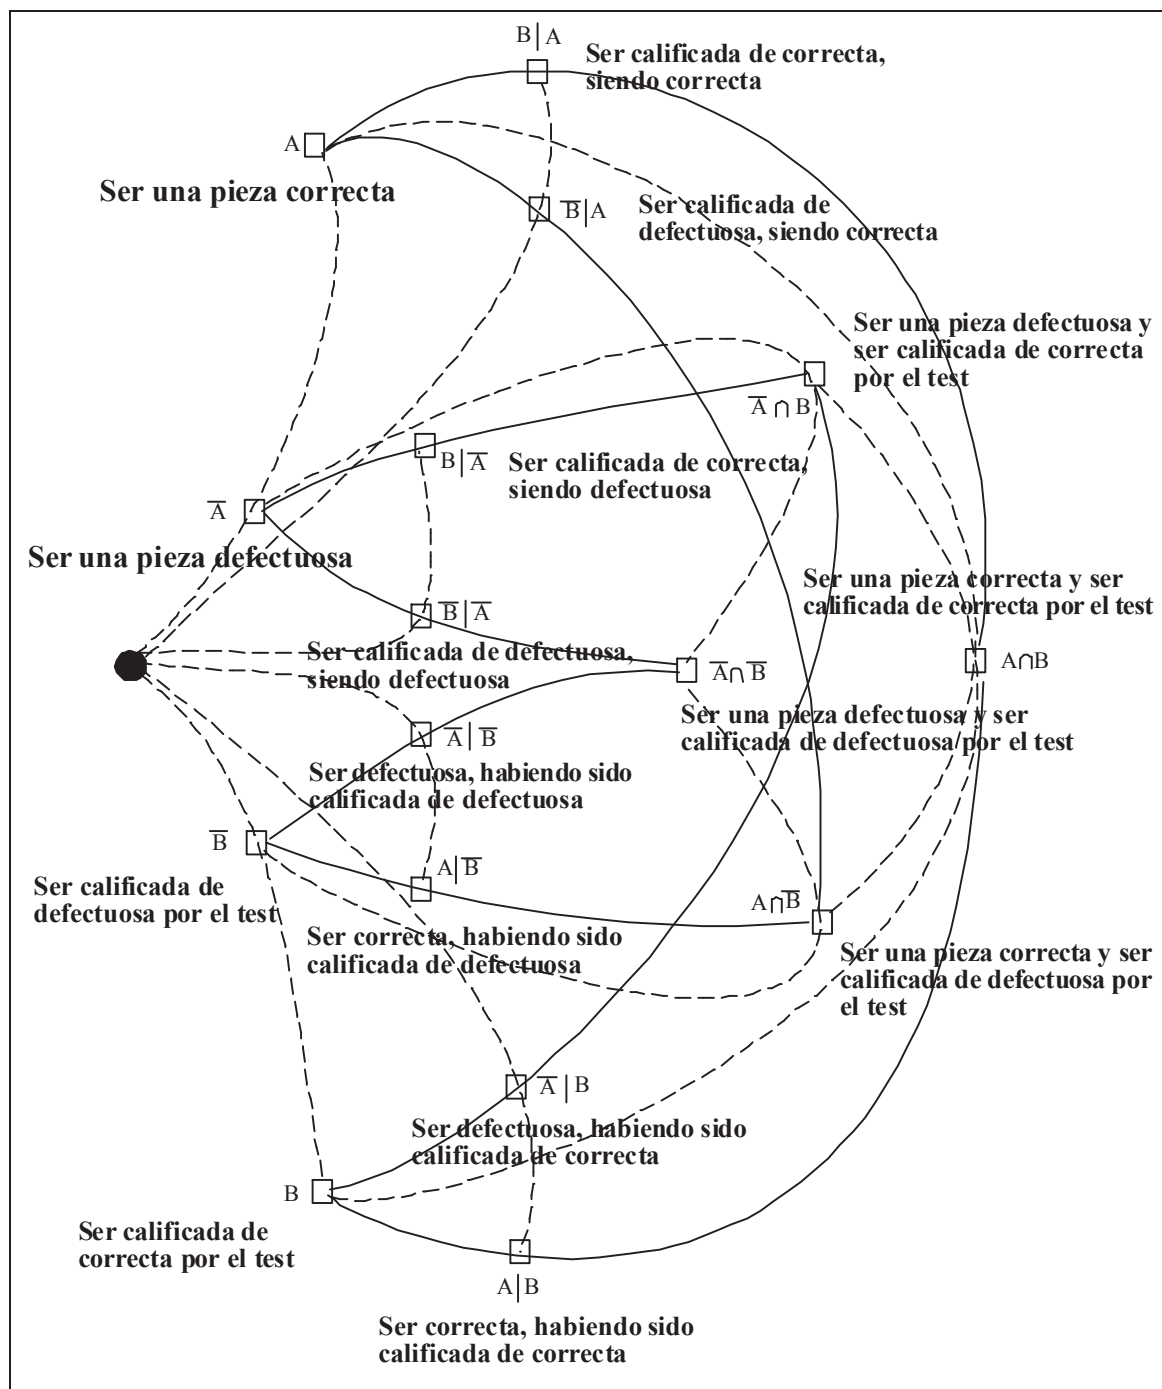 B|A
Ser calificada de correcta,
siendo correcta
A
Ser una pieza correcta
B̅|A
Ser calificada de
defectuosa, siendo correcta
Ser una pieza defectuosa y
ser calificada de correcta
por el test
A̅∩B
B|A̅
Ser calificada de correcta,
siendo defectuosa
A̅
Ser una pieza defectuosa
Ser una pieza correcta y ser
calificada de correcta por el test
B̅|A̅
Ser calificada de defectuosa,
siendo defectuosa
A̅∩B̅
A∩B
Ser una pieza defectuosa y ser
calificada de defectuosa por el test
A̅|B̅
Ser defectuosa, habiendo sido
calificada de defectuosa
B̅
A|B̅
Ser calificada de
defectuosa por el test
A∩B̅
Ser correcta, habiendo sido
calificada de defectuosa
Ser una pieza correcta y ser
calificada de defectuosa por
el test
A̅|B
Ser defectuosa, habiendo sido
calificada de correcta
B
Ser calificada de
correcta por el test
A|B
Ser correcta, habiendo sido
calificada de correcta